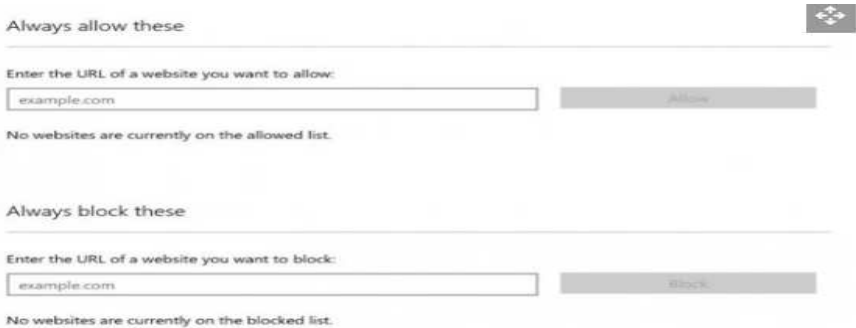 Always allow these
Enter the URL of a website you want to allow:
example.com
Allow
No websites are currently on the allowed list.
Always block these
Enter the URL of a website you want to block:
example.com
Block
No websites are currently on the blocked list.